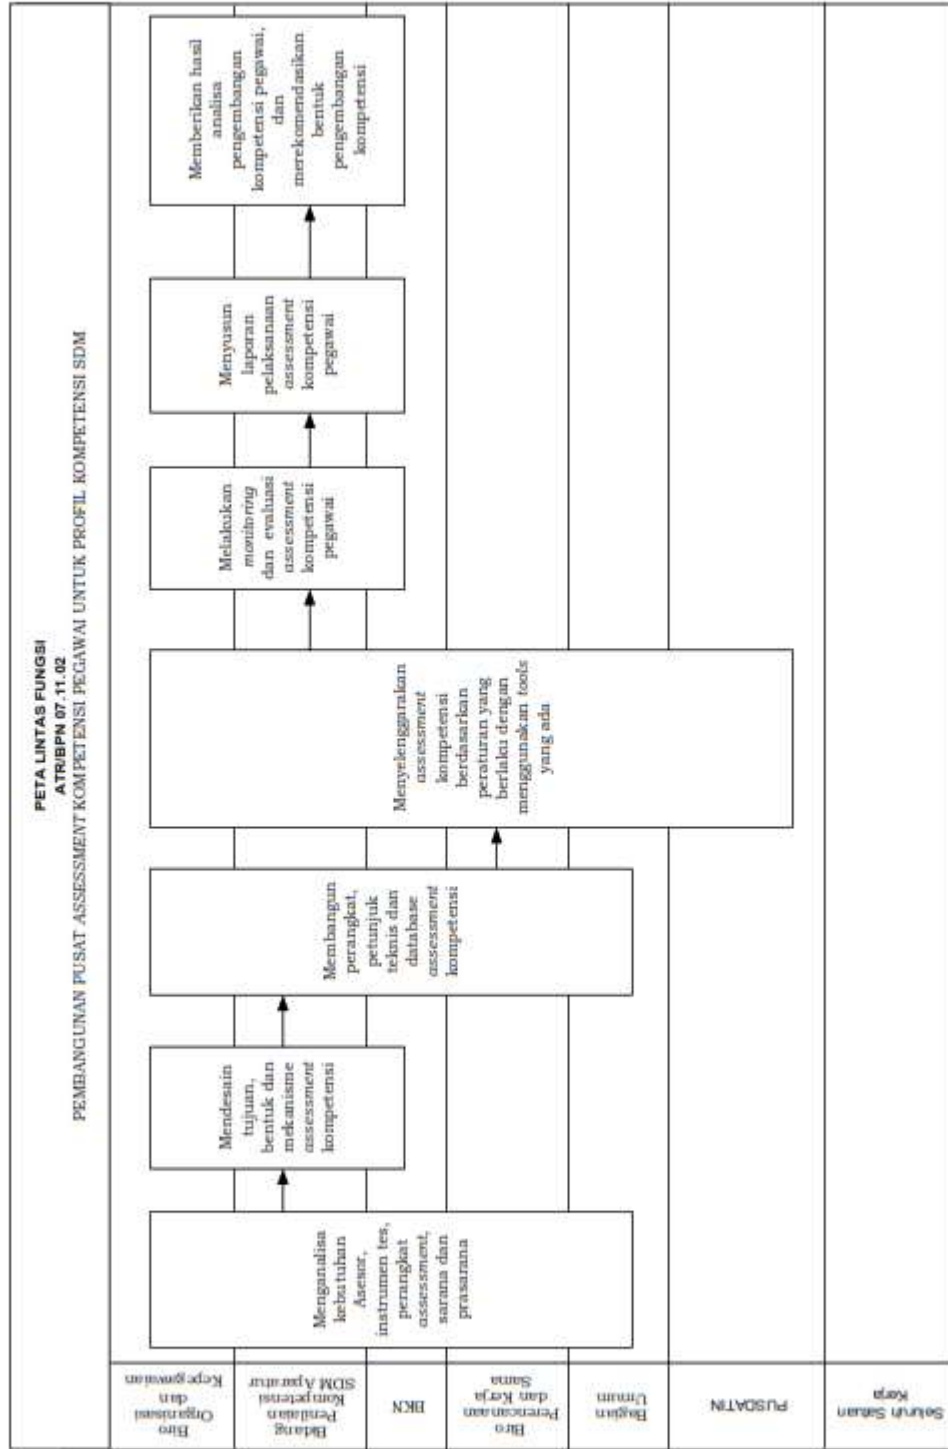 PETA LINTAS FUNGSI
ATR/BPN 07.11.02
PEMBANGUNAN PUSAT ASSESSMENT KOMPETENSI PEGAWAI UNTUK PROFIL KOMPETENSI SDM
Biro
Organisasi
dan
Kepegawaian
Bidang
Penilaian
Kompetensi
SDM Aparatur
BKN
Biro
Perencanaan
dan Kerja
Sama
Bagian
Umum
PUSDATIN
Seluruh Satuan
Kerja
Menganalisa
kebutuhan
Asesor,
instrumen tes,
perangkat
assessment,
sarana dan
prasarana
Mendesain
tujuan,
bentuk dan
mekanisme
assessment
kompetensi
Membangun
perangkat,
petunjuk
teknis dan
database
assessment
kompetensi
Menyelenggarakan
assessment
kompetensi
berdasarkan
peraturan yang
berlaku dengan
menggunakan tools
yang ada
Melakukan
monitoring
dan evaluasi
assessment
kompetensi
pegawai
Menyusun
laporan
pelaksanaan
assessment
kompetensi
pegawai
Memberikan hasil
analisa
pengembangan
kompetensi pegawai,
dan
merekomendasikan
bentuk
pengembangan
kompetensi